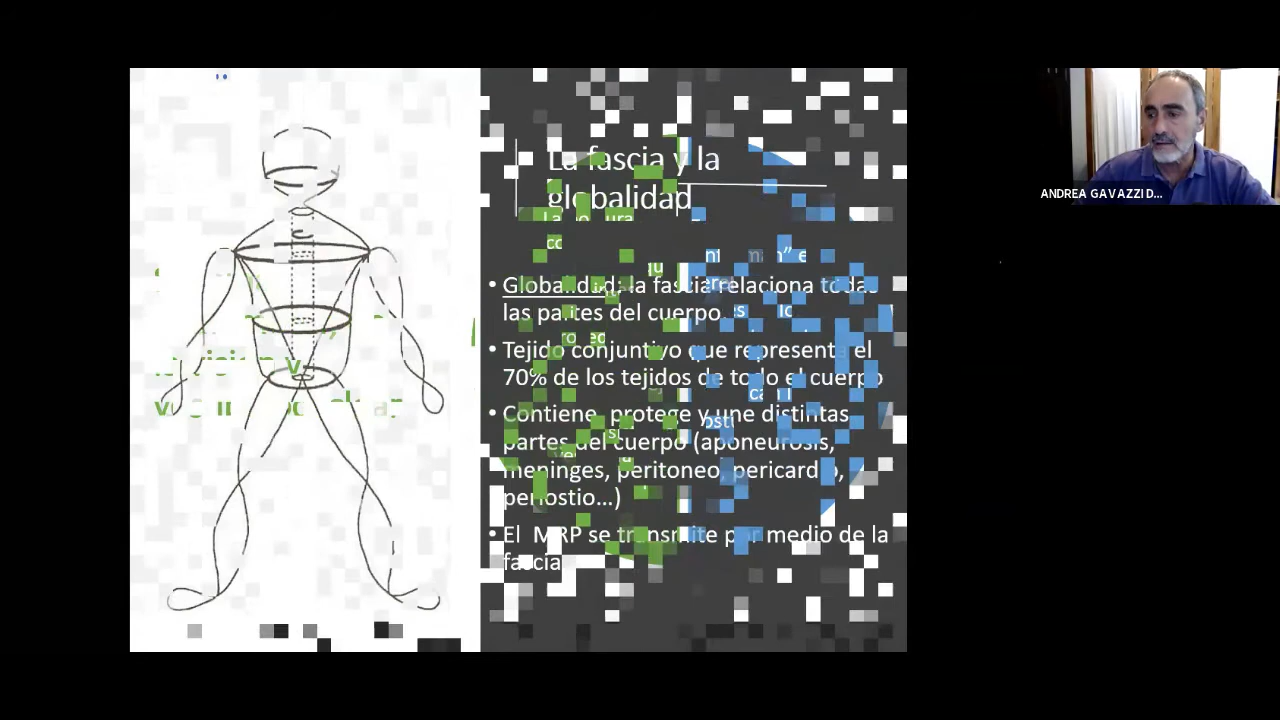 La fascia y la
globalidad
• Globalidad: la fascia relaciona todas
las partes del cuerpo.
• Tejido conjuntivo que representa el
70% de los tejidos de todo el cuerpo
• Contiene, protege y une distintas
partes del cuerpo (aponeurosis,
meninges, peritoneo, pericardio,
periostio...)
• El MRP se transmite por medio de la
fascia
ANDREA GAVAZZI D...